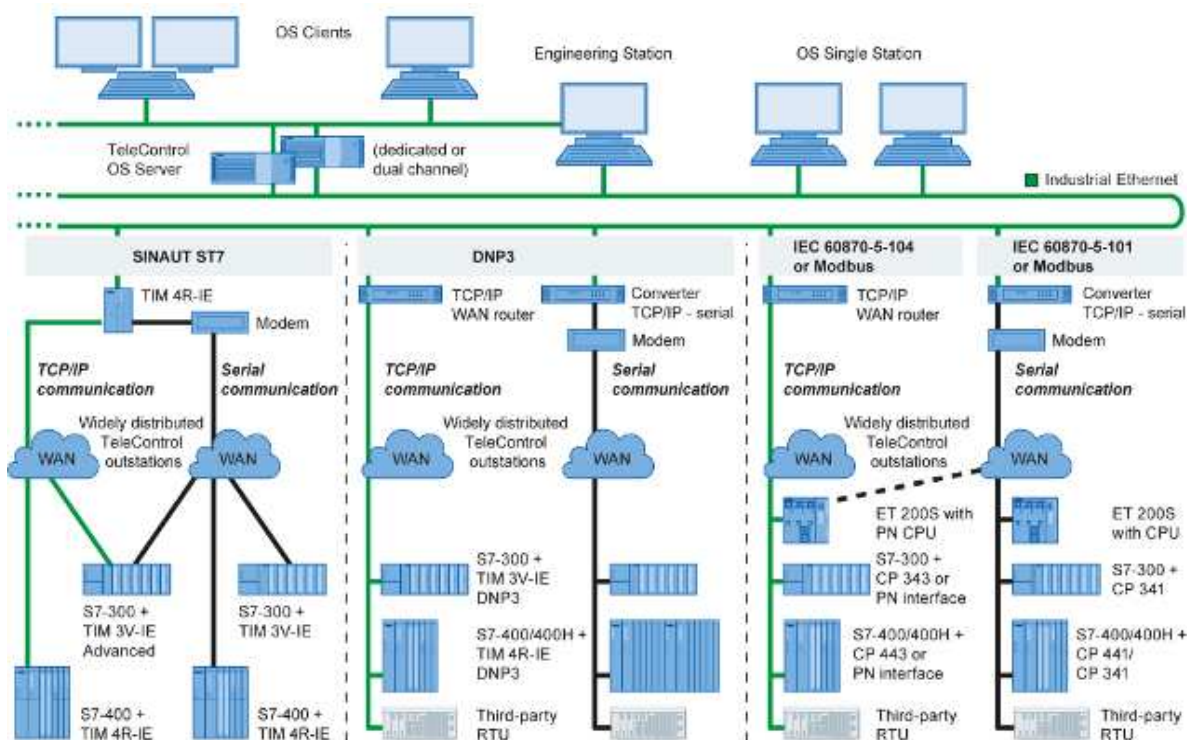 OS Clients
Engineering Station
OS Single Station
TeleControl
OS Server
(dedicated or
dual channel)
Industrial Ethernet
SINAUT ST7
DNP3
IEC 60870-5-104
or Modbus
IEC 60870-5-101
or Modbus
TIM 4R-IE
Modem
TCP/IP
WAN router
Converter
TCP/IP - serial
Modem
TCP/IP
WAN router
Converter
TCP/IP - serial
Modem
TCP/IP
communication
Serial
communication
TCP/IP
communication
Serial
communication
TCP/IP
communication
Serial
communication
Widely distributed
TeleControl
outstations
WAN
WAN
Widely distributed
TeleControl
outstations
WAN
WAN
Widely distributed
TeleControl
outstations
WAN
WAN
S7-300 +
TIM 3V-IE
Advanced
S7-300 +
TIM 3V-IE
S7-400 +
TIM 4R-IE
S7-400 +
TIM 4R-IE
S7-300 +
TIM 3V-IE
DNP3
S7-400/400H +
TIM 4R-IE
DNP3
Third-party
RTU
ET 200S with
PN CPU
S7-300 +
CP 343 or
PN interface
S7-400/400H +
CP 443 or
PN interface
Third-party
RTU
ET 200S
with CPU
S7-300 +
CP 341
S7-400/400H +
CP 441/
CP 341
Third-party
RTU